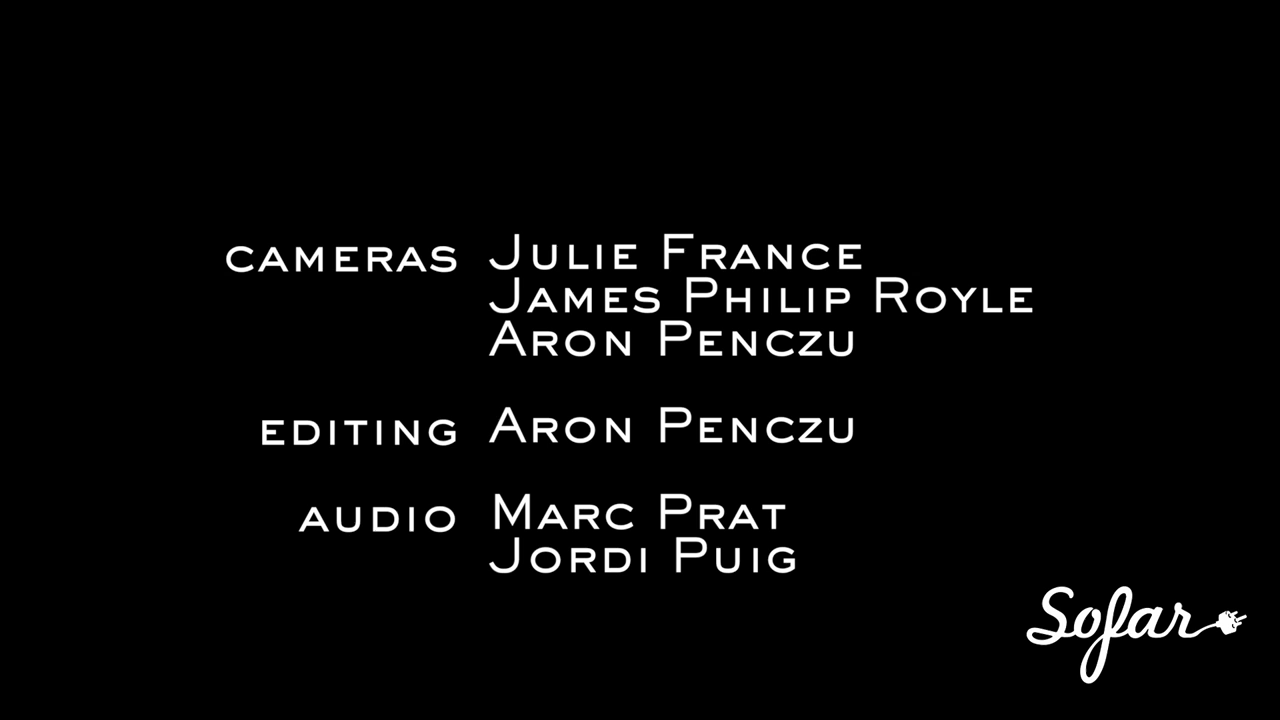 CAMERAS JULIE FRANCE
JAMES PHILIP ROYLE
ARON PENCZU
EDITING ARON PENCZU
AUDIO MARC PRAT
JORDI PUIG
Sofar